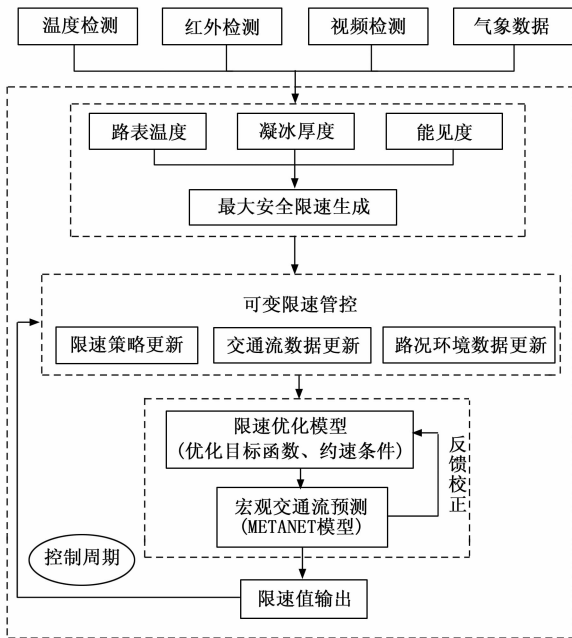 温度检测
红外检测
视频检测
气象数据
路表温度
凝冰厚度
能见度
最大安全限速生成
可变限速管控
限速策略更新
交通流数据更新
路况环境数据更新
限速优化模型
(优化目标函数、约速条件)
反馈校正
宏观交通流预测
(METANET模型)
控制周期
限速值输出